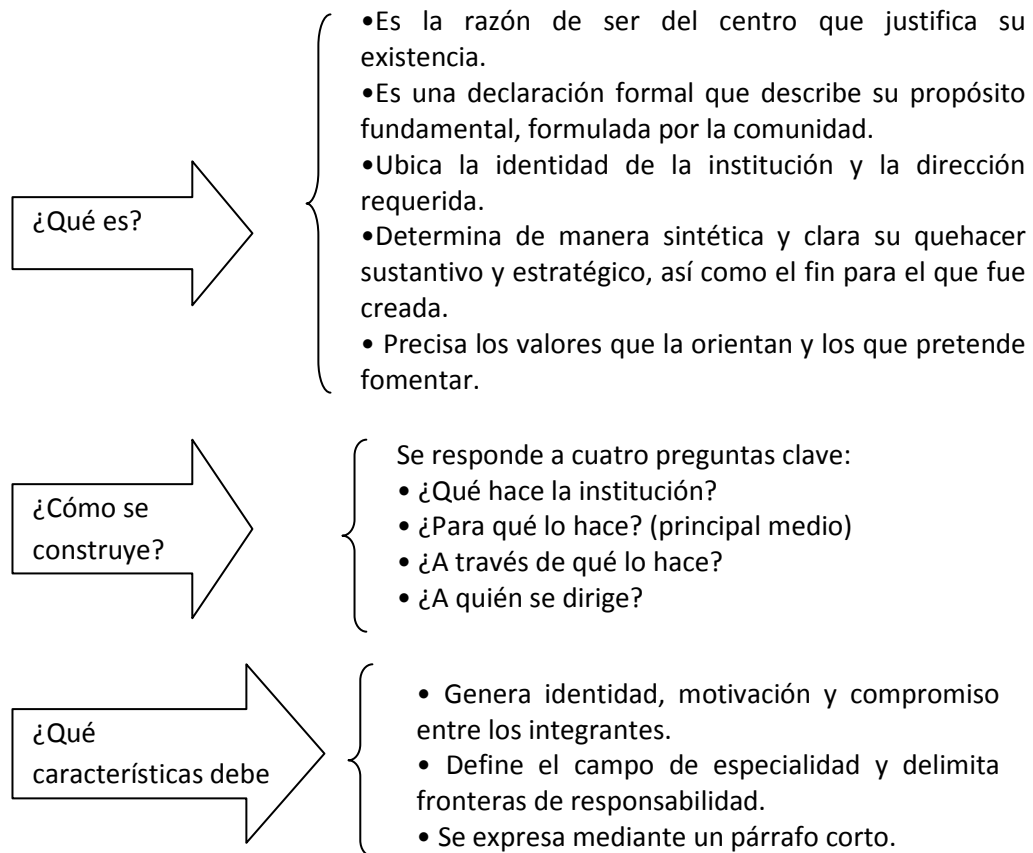 ¿Qué es?
•Es la razón de ser del centro que justifica su
existencia.
•Es una declaración formal que describe su propósito
fundamental, formulada por la comunidad.
•Ubica la identidad de la institución y la dirección
requerida.
•Determina de manera sintética y clara su quehacer
sustantivo y estratégico, así como el fin para el que fue
creada.
• Precisa los valores que la orientan y los que pretende
fomentar.
¿Cómo se
construye?
Se responde a cuatro preguntas clave:
• ¿Qué hace la institución?
• ¿Para qué lo hace? (principal medio)
• ¿A través de qué lo hace?
• ¿A quién se dirige?
¿Qué
características debe
• Genera identidad, motivación y compromiso
entre los integrantes.
• Define el campo de especialidad y delimita
fronteras de responsabilidad.
• Se expresa mediante un párrafo corto.